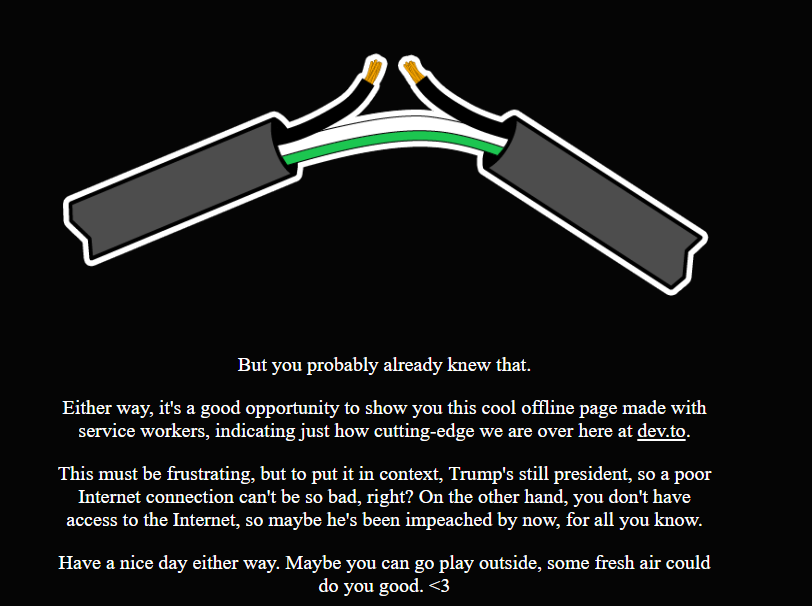 But you probably already knew that.
Either way, it's a good opportunity to show you this cool offline page made with
service workers, indicating just how cutting-edge we are over here at dev.to.
This must be frustrating, but to put it in context, Trump's still president, so a poor
Internet connection can't be so bad, right? On the other hand, you don't have
access to the Internet, so maybe he's been impeached by now, for all you know.
Have a nice day either way. Maybe you can go play outside, some fresh air could
do you good. <3